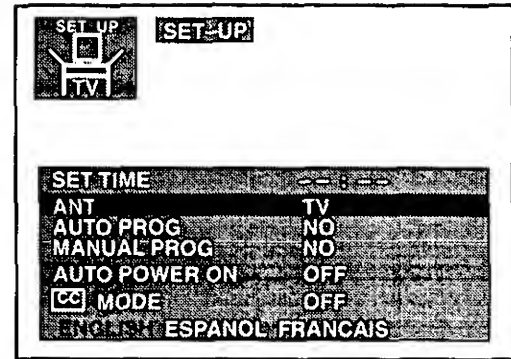 SET UP
SET-UP
TV
SET TIME -- : --
ANT TV
AUTO PROG NO
MANUAL PROG NO
AUTO POWER ON OFF
CC MODE OFF
ENGLISH ESPANOL FRANCAIS